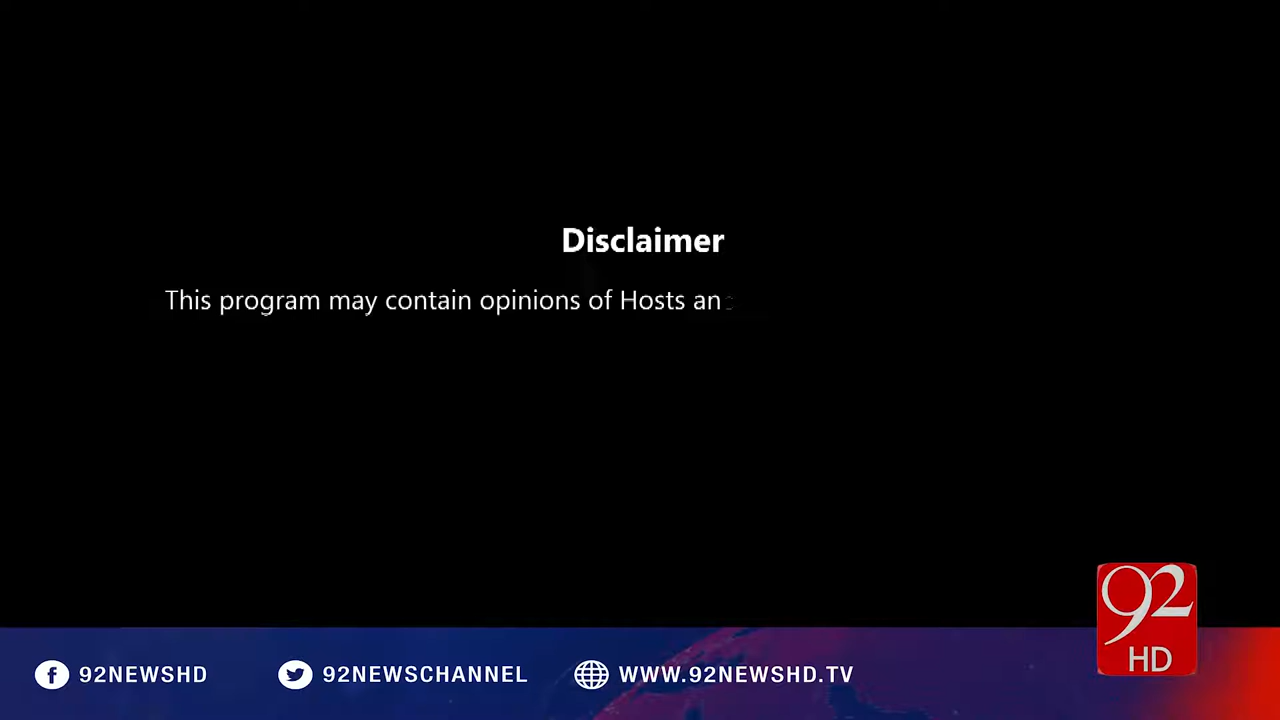 Disclaimer
This program may contain opinions of Hosts an
92
HD
92NEWSHD
92NEWSCHANNEL
WWW.92NEWSHD.TV